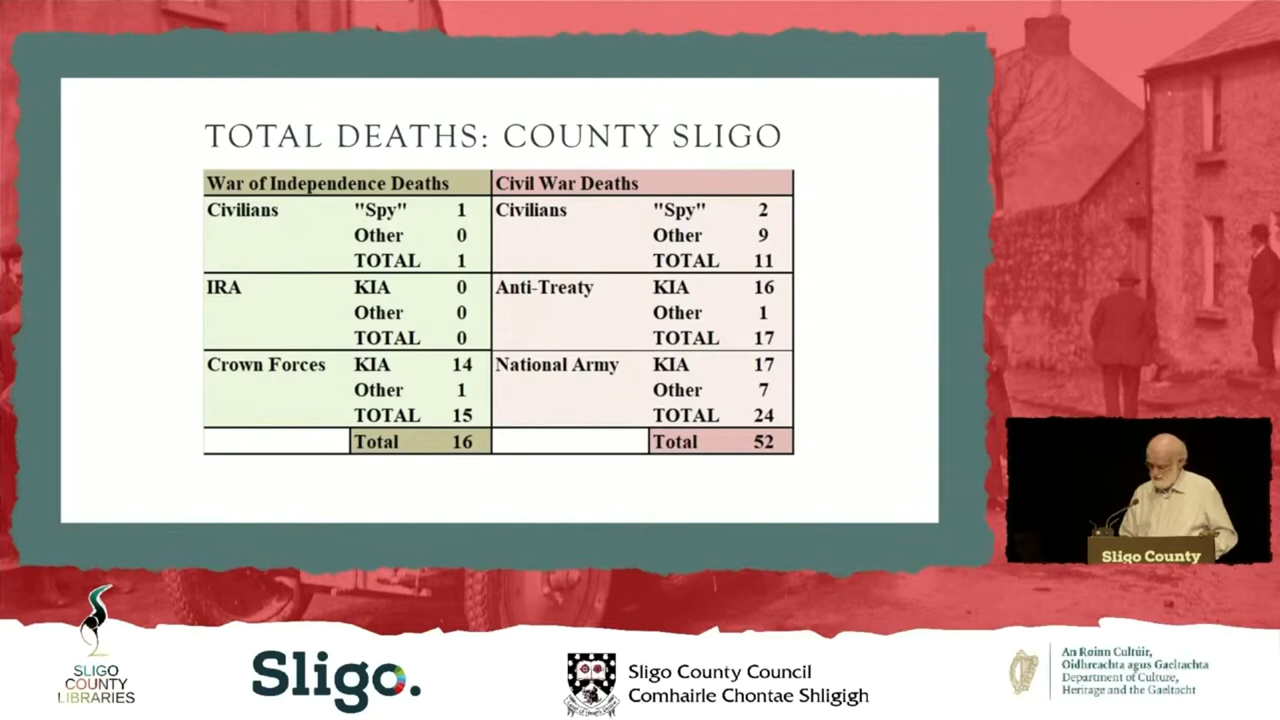 TOTAL DEATHS: COUNTY SLIGO
War of Independence Deaths Civil War Deaths
Civilians "Spy" 1 Civilians "Spy" 2
Other 0 Other 9
TOTAL 1 TOTAL 11
IRA KIA 0 Anti-Treaty KIA 16
Other 0 Other 1
TOTAL 0 TOTAL 17
Crown Forces KIA 14 National Army KIA 17
Other 1 Other 7
TOTAL 15 TOTAL 24
Total 16 Total 52
Sligo County
SLIGO
COUNTY
LIBRARIES
Sligo.
Sligo County Council
Comhairle Chontae Shligigh
An Roinn Cultúir,
Oidhreachta agus Gaeltachta
Department of Culture,
Heritage and the Gaeltacht